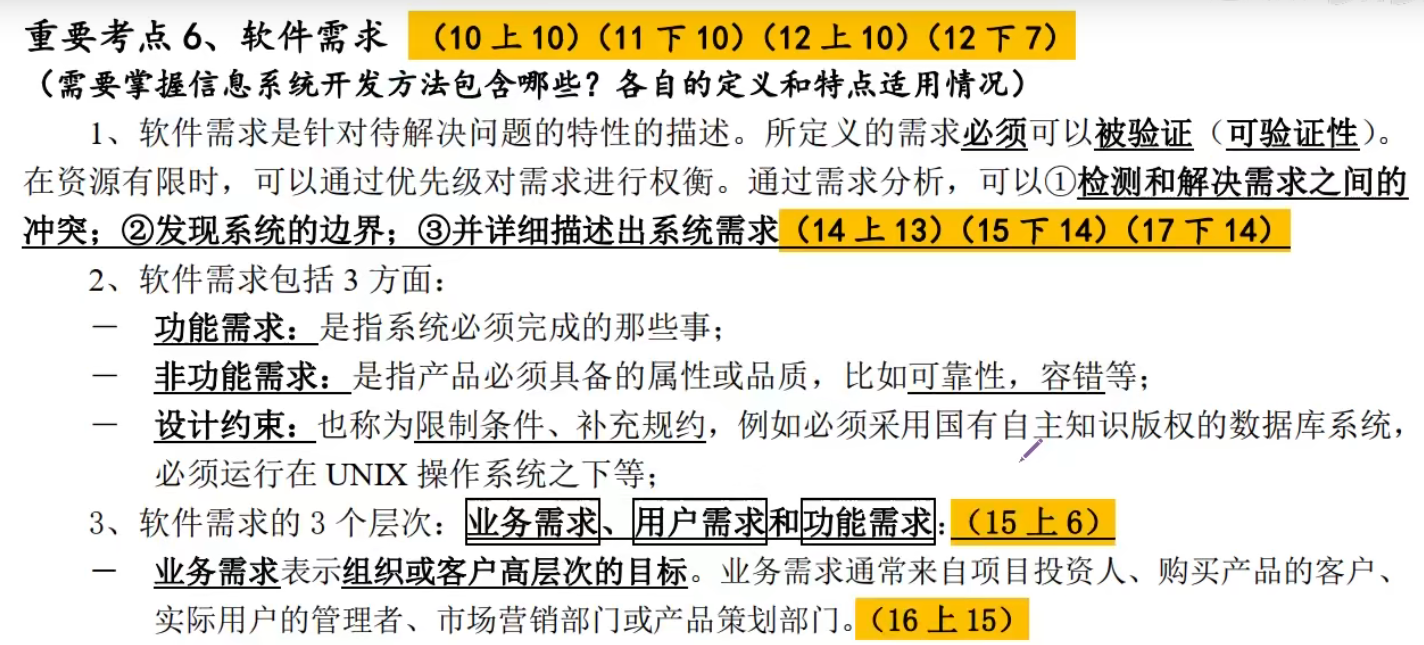 重要考点 6、软件需求 （10 上 10）（11 下 10）（12 上 10）（12 下 7）
（需要掌握信息系统开发方法包含哪些？各自的定义和特点适用情况）
1、软件需求是针对待解决问题的特性的描述。所定义的需求必须可以被验证（可验证性）。
在资源有限时，可以通过优先级对需求进行权衡。通过需求分析，可以①检测和解决需求之间的
冲突；②发现系统的边界；③并详细描述出系统需求（14 上 13）（15 下 14）（17 下 14）
2、软件需求包括 3 方面：
－ 功能需求：是指系统必须完成的那些事；
－ 非功能需求：是指产品必须具备的属性或品质，比如可靠性，容错等；
－ 设计约束：也称为限制条件、补充规约，例如必须采用国有自主知识版权的数据库系统，
必须运行在 UNIX 操作系统之下等；
3、软件需求的 3 个层次：业务需求、用户需求和功能需求：（15 上 6）
－ 业务需求表示组织或客户高层次的目标。业务需求通常来自项目投资人、购买产品的客户、
实际用户的管理者、市场营销部门或产品策划部门。（16 上 15）